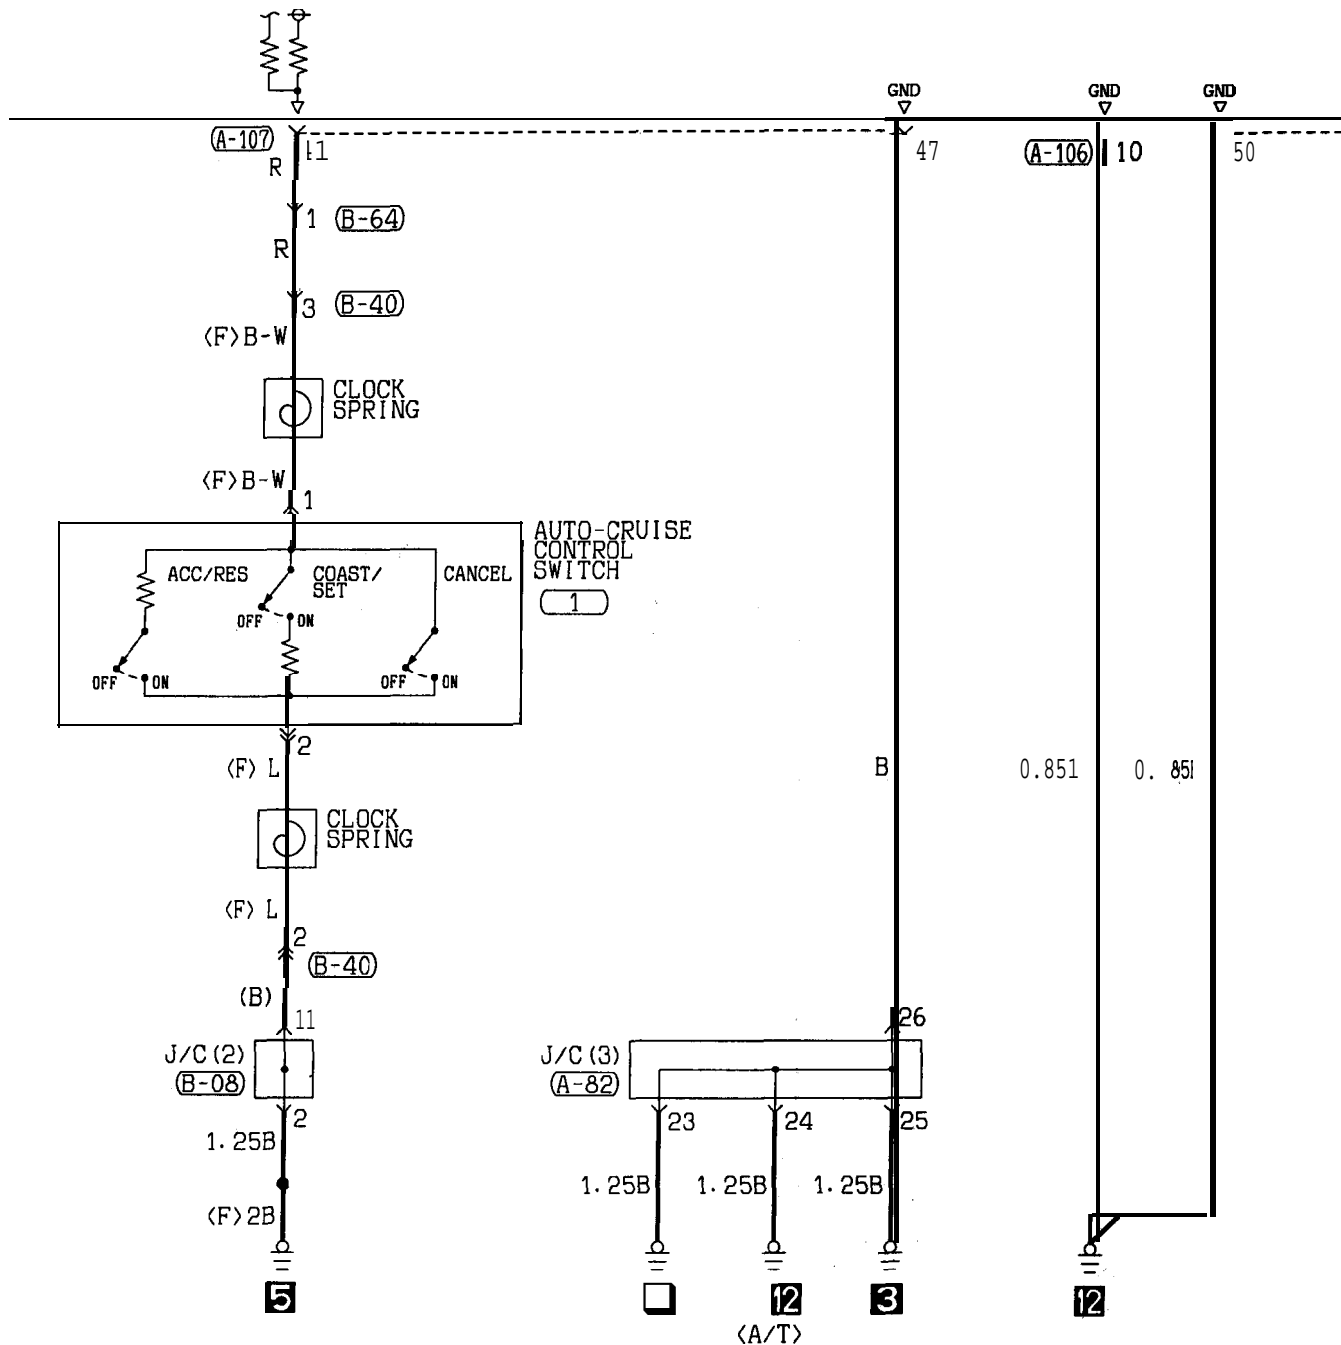 GND
GND
GND
(A-107)
41
R
47
(A-106)
10
50
1
(B-64)
R
3
(B-40)
<F>B-W
CLOCK
SPRING
<F>B-W
1
AUTO-CRUISE
CONTROL
SWITCH
1
ACC/RES
COAST/
SET
CANCEL
OFF
ON
OFF
ON
OFF
ON
2
<F> L
B
0.851
0. 851
CLOCK
SPRING
<F> L
2
(B-40)
(B)
11
26
J/C (2)
(B-08)
J/C (3)
(A-82)
2
23
24
25
1.25B
1.25B
1.25B
1.25B
<F>2B
5
12
3
12
<A/T>